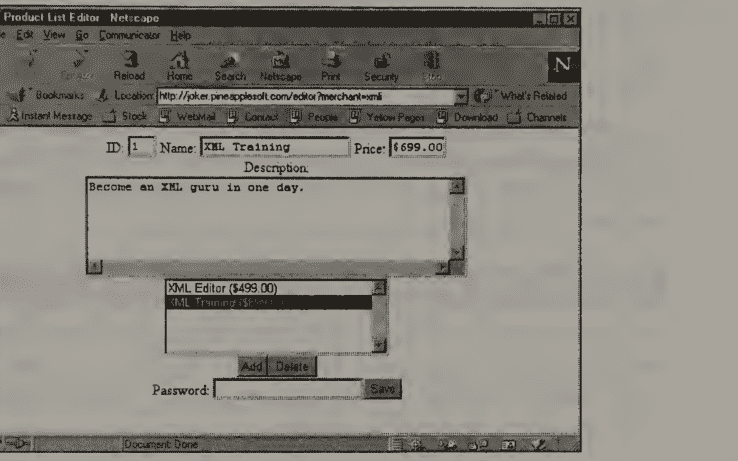 Product List Editor Netscape
e Edit View Go Communicator Help
Reload Home Search Netscape Print Security Stop
N
Bookmarks Location: http://joker.pineapplesoft.com/editor?merchant=xmli What's Related
Instant Message Stock WebMail Contact People Yellow Pages Download Channels
ID: 1 Name: XML Training Price: $699.00
Description:
Become an XML guru in one day.
XML Editor ($499.00)
XML Training
Add Delete
Password: Save
Document: Done